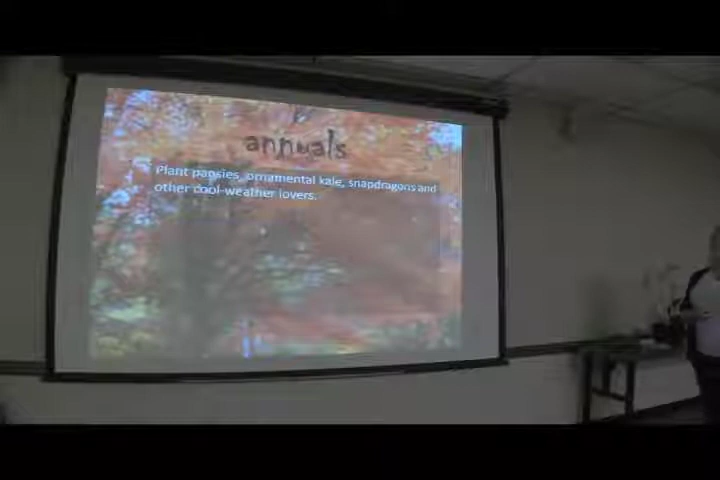 annuals
Plant pansies, ornamental kale, snapdragons and
other cool-weather lovers.